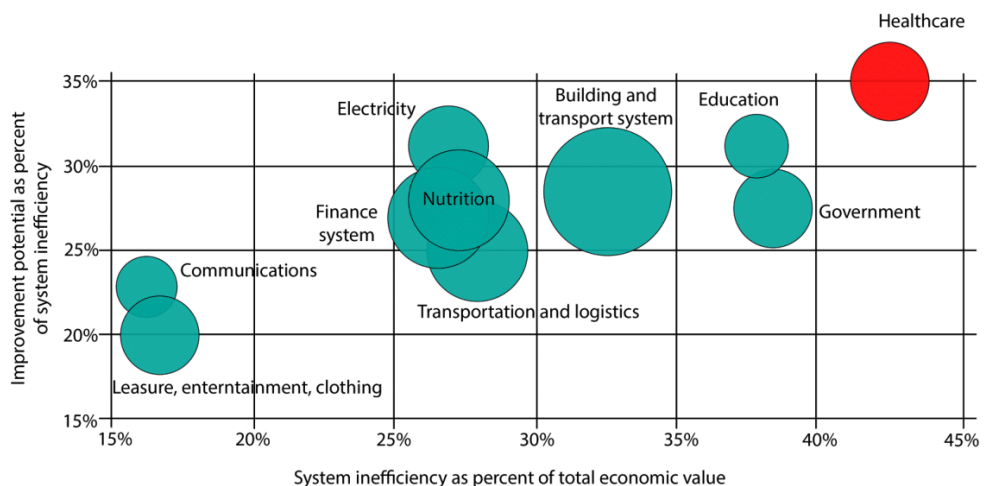 Healthcare
35%
Electricity
Building and
transport system
Education
30%
Nutrition
Finance
system
Government
25%
Communications
Transportation and logistics
20%
Leasure, enterntainment, clothing
15%
15%
20%
25%
30%
35%
40%
45%
Improvement potential as percent
of system inefficiency
System inefficiency as percent of total economic value